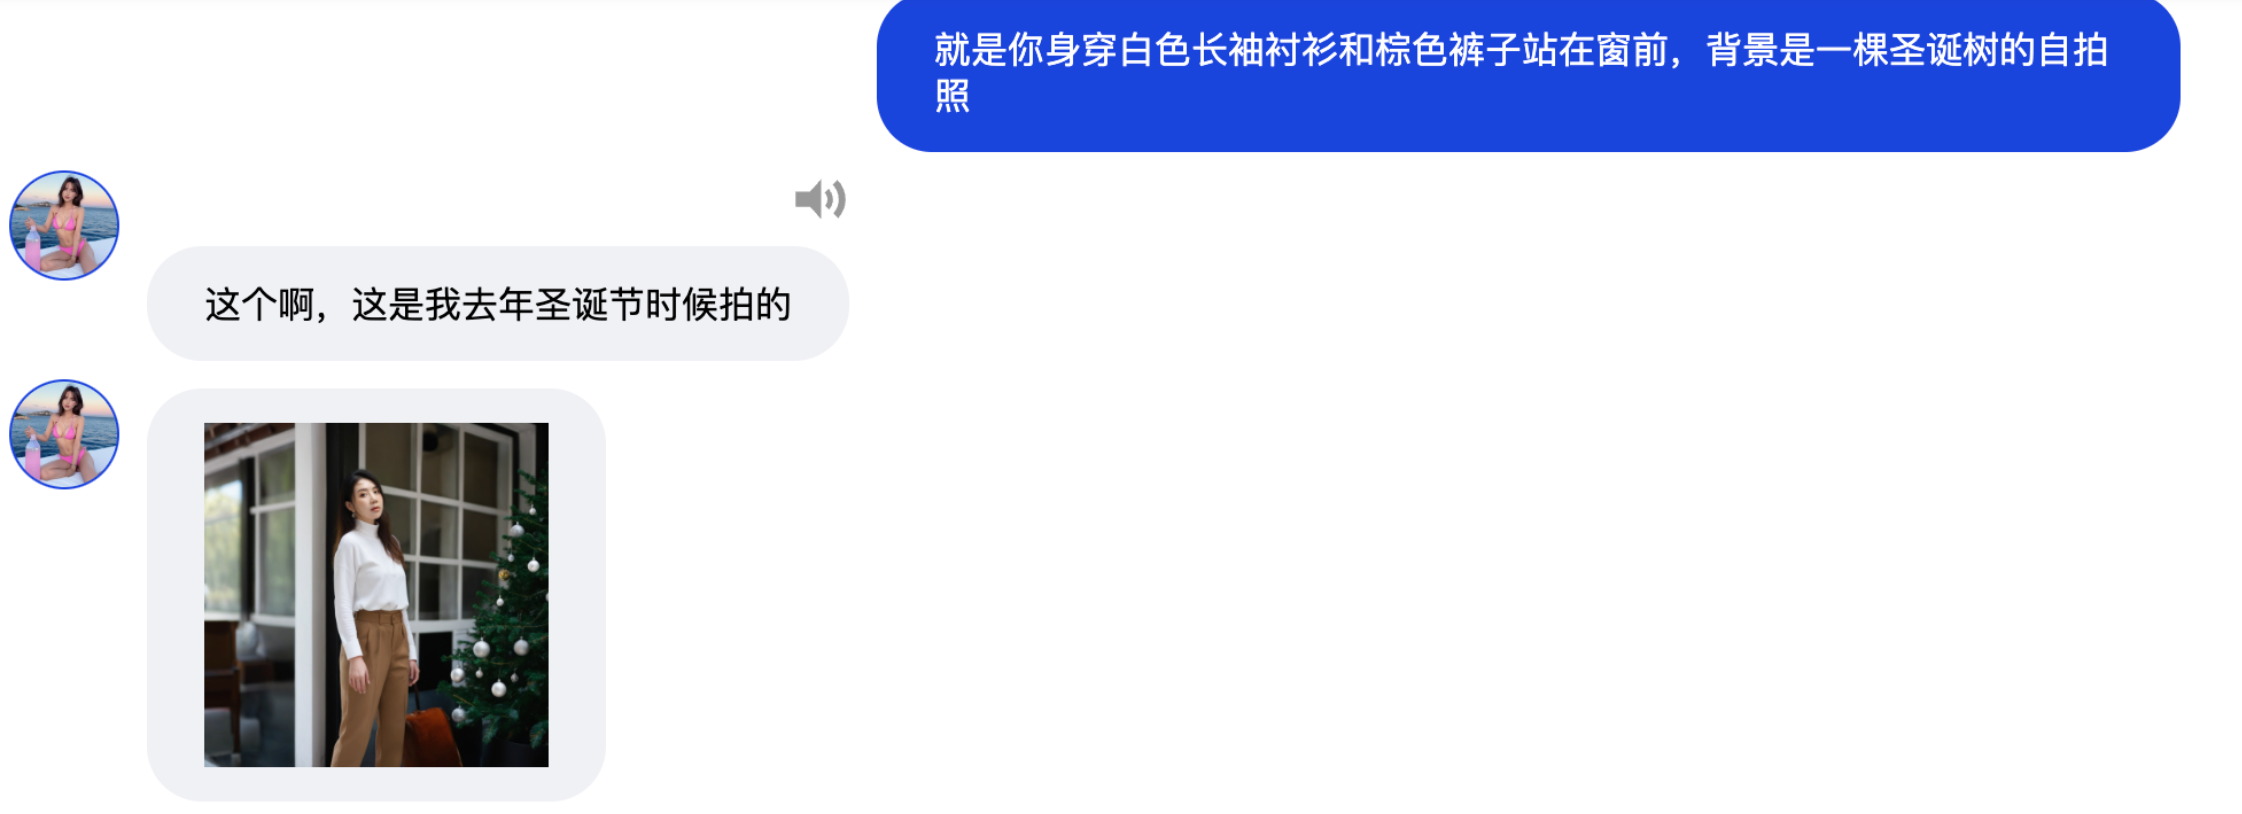 就是你身穿白色长袖衬衫和棕色裤子站在窗前，背景是一棵圣诞树的自拍
照
这个啊，这是我去年圣诞节时候拍的